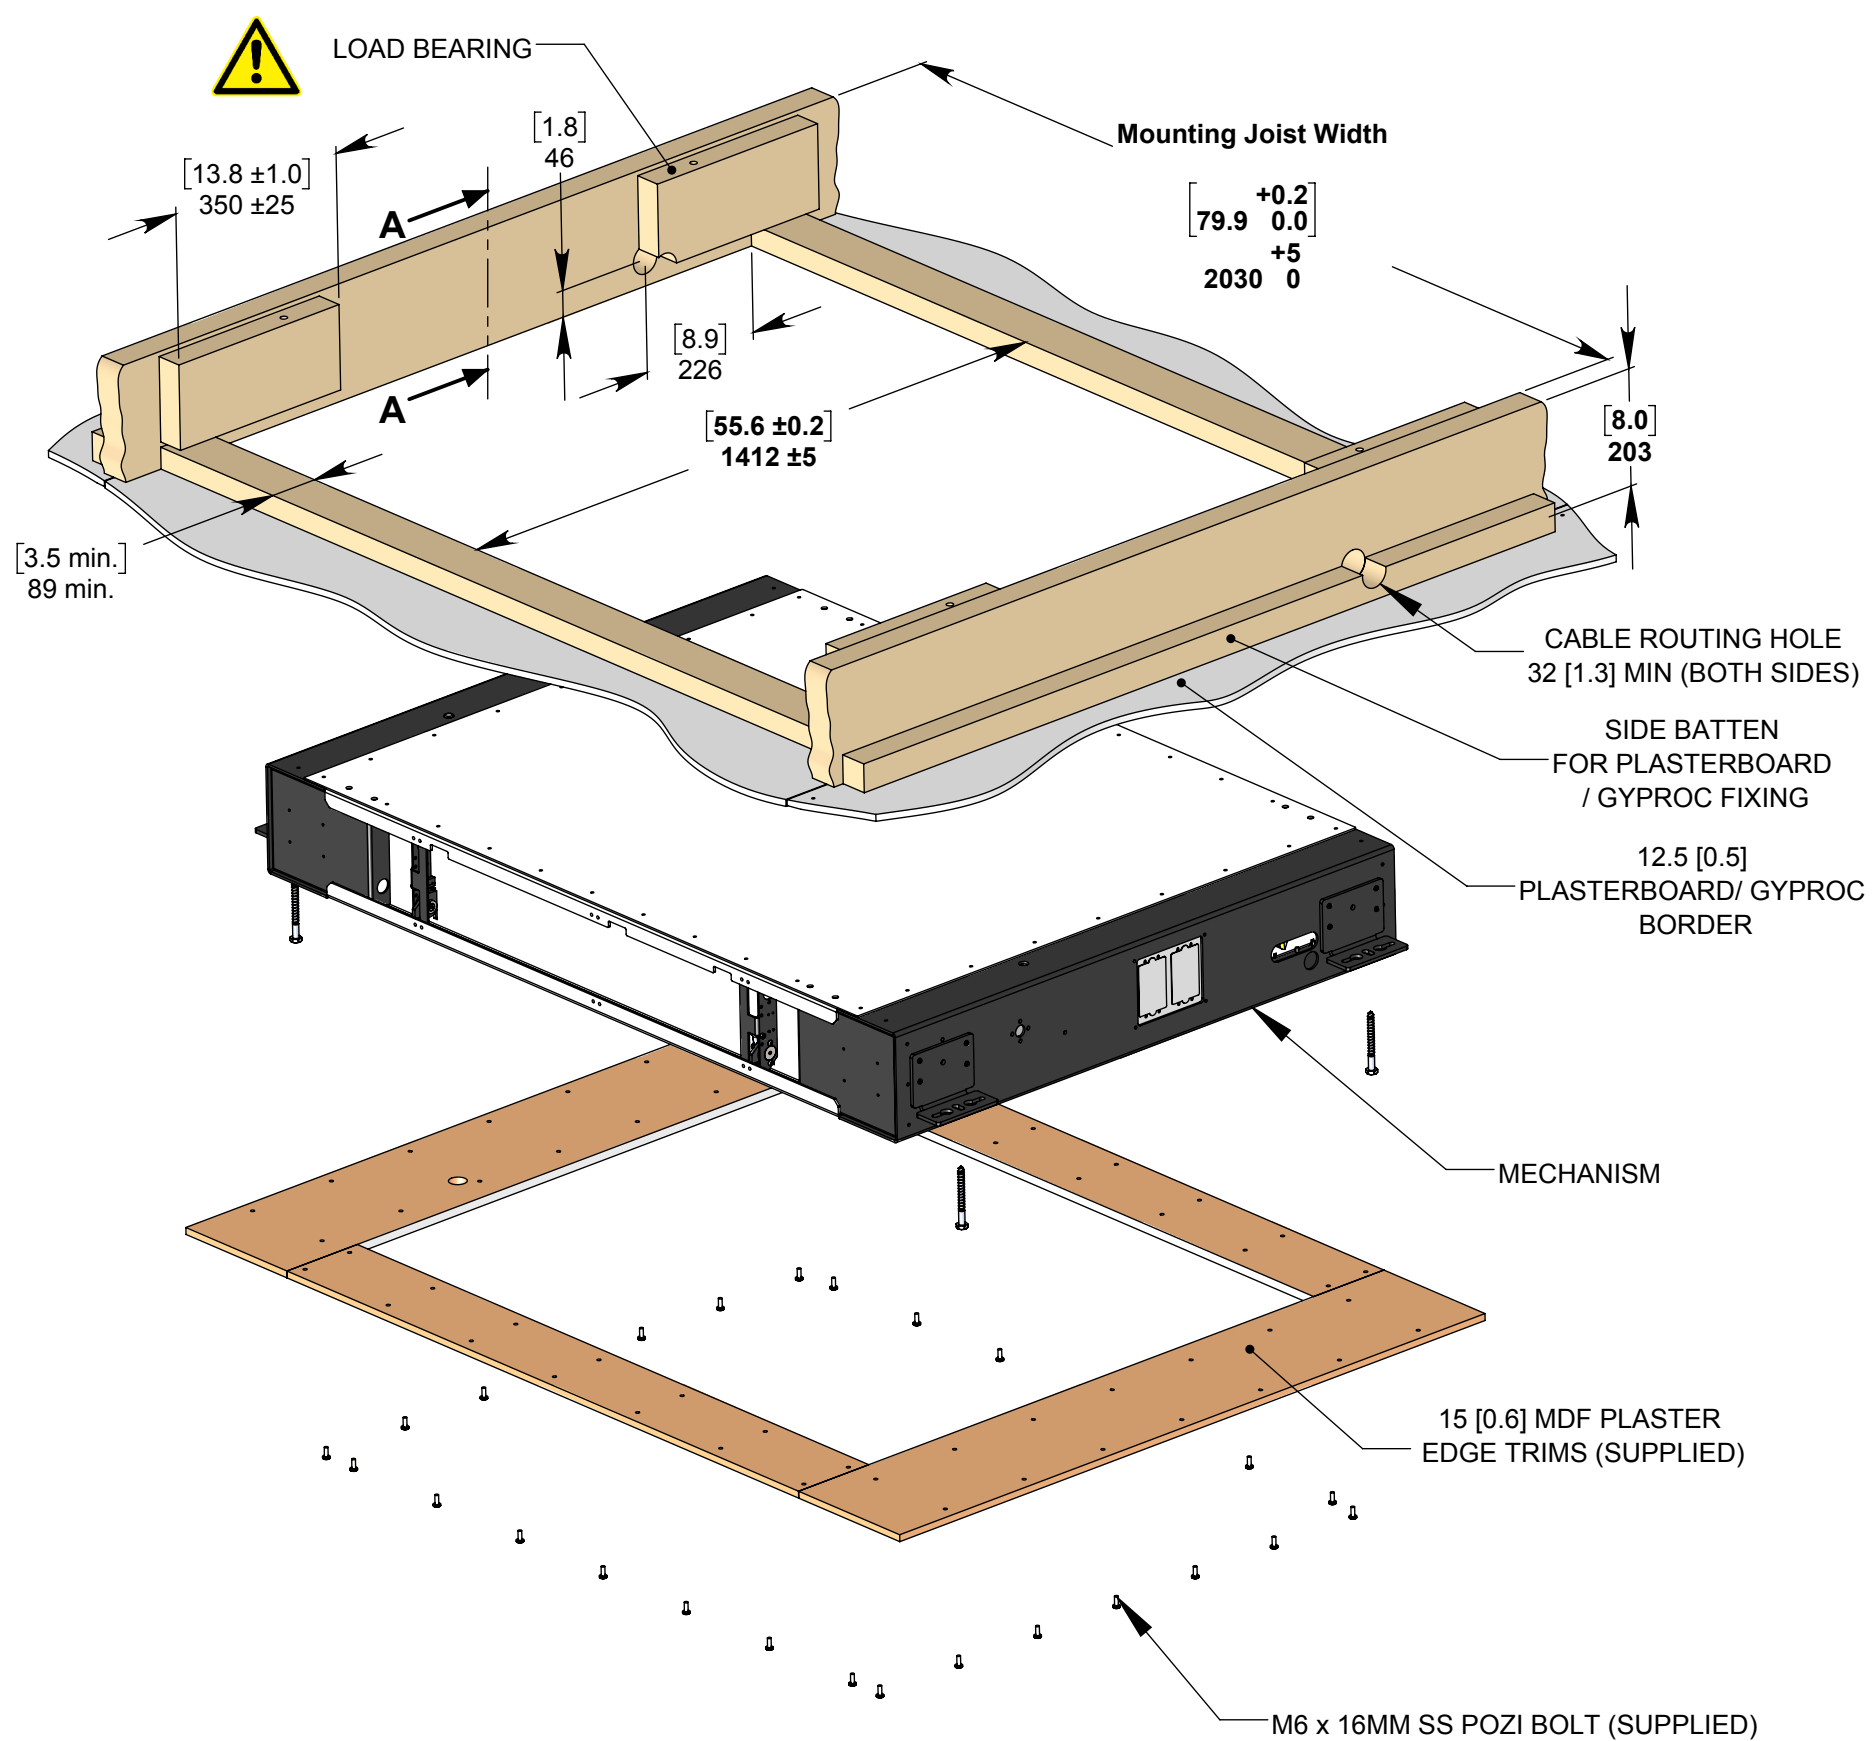 LOAD BEARING
[1.8]
46
Mounting Joist Width
[13.8 ±1.0]
350 ±25
+0.2
[79.9 0.0]
+5
2030 0
A
[8.9]
226
A
[55.6 ±0.2]
1412 ±5
[8.0]
203
[3.5 min.]
89 min.
CABLE ROUTING HOLE
32 [1.3] MIN (BOTH SIDES)
SIDE BATTEN
FOR PLASTERBOARD
/ GYPROC FIXING
12.5 [0.5]
PLASTERBOARD/ GYPROC
BORDER
MECHANISM
15 [0.6] MDF PLASTER
EDGE TRIMS (SUPPLIED)
M6 x 16MM SS POZI BOLT (SUPPLIED)